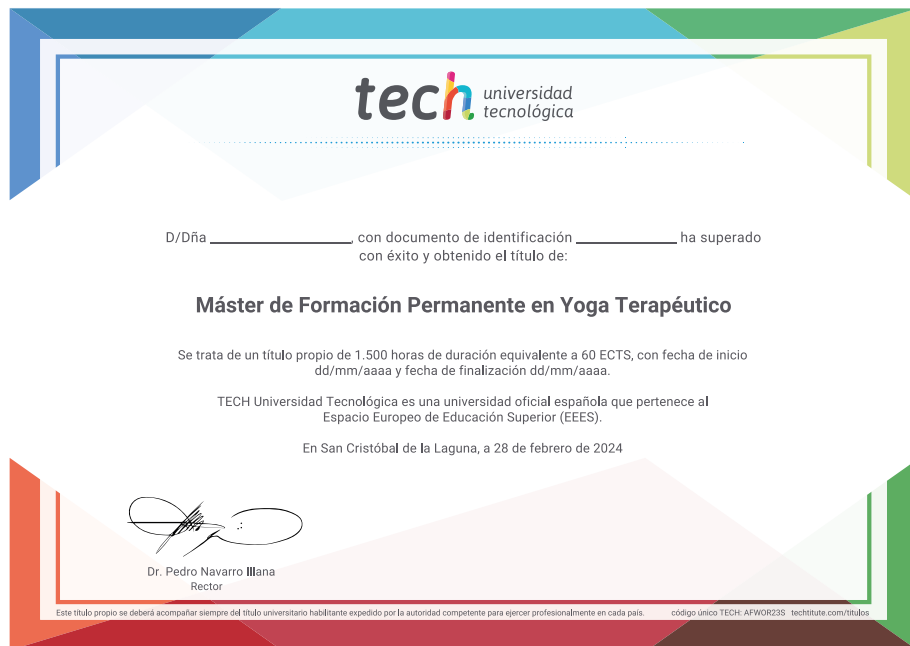 tech universidad
tecnológica
D/Dña ____________________, con documento de identificación ______________ ha superado
con éxito y obtenido el título de:
Máster de Formación Permanente en Yoga Terapéutico
Se trata de un título propio de 1.500 horas de duración equivalente a 60 ECTS, con fecha de inicio
dd/mm/aaaa y fecha de finalización dd/mm/aaaa.
TECH Universidad Tecnológica es una universidad oficial española que pertenece al
Espacio Europeo de Educación Superior (EEES).
En San Cristóbal de la Laguna, a 28 de febrero de 2024
Dr. Pedro Navarro Illana
Rector
Este título propio se deberá acompañar siempre del título universitario habilitante expedido por la autoridad competente para ejercer profesionalmente en cada país. código único TECH: AFWOR23S techtitute.com/titulos